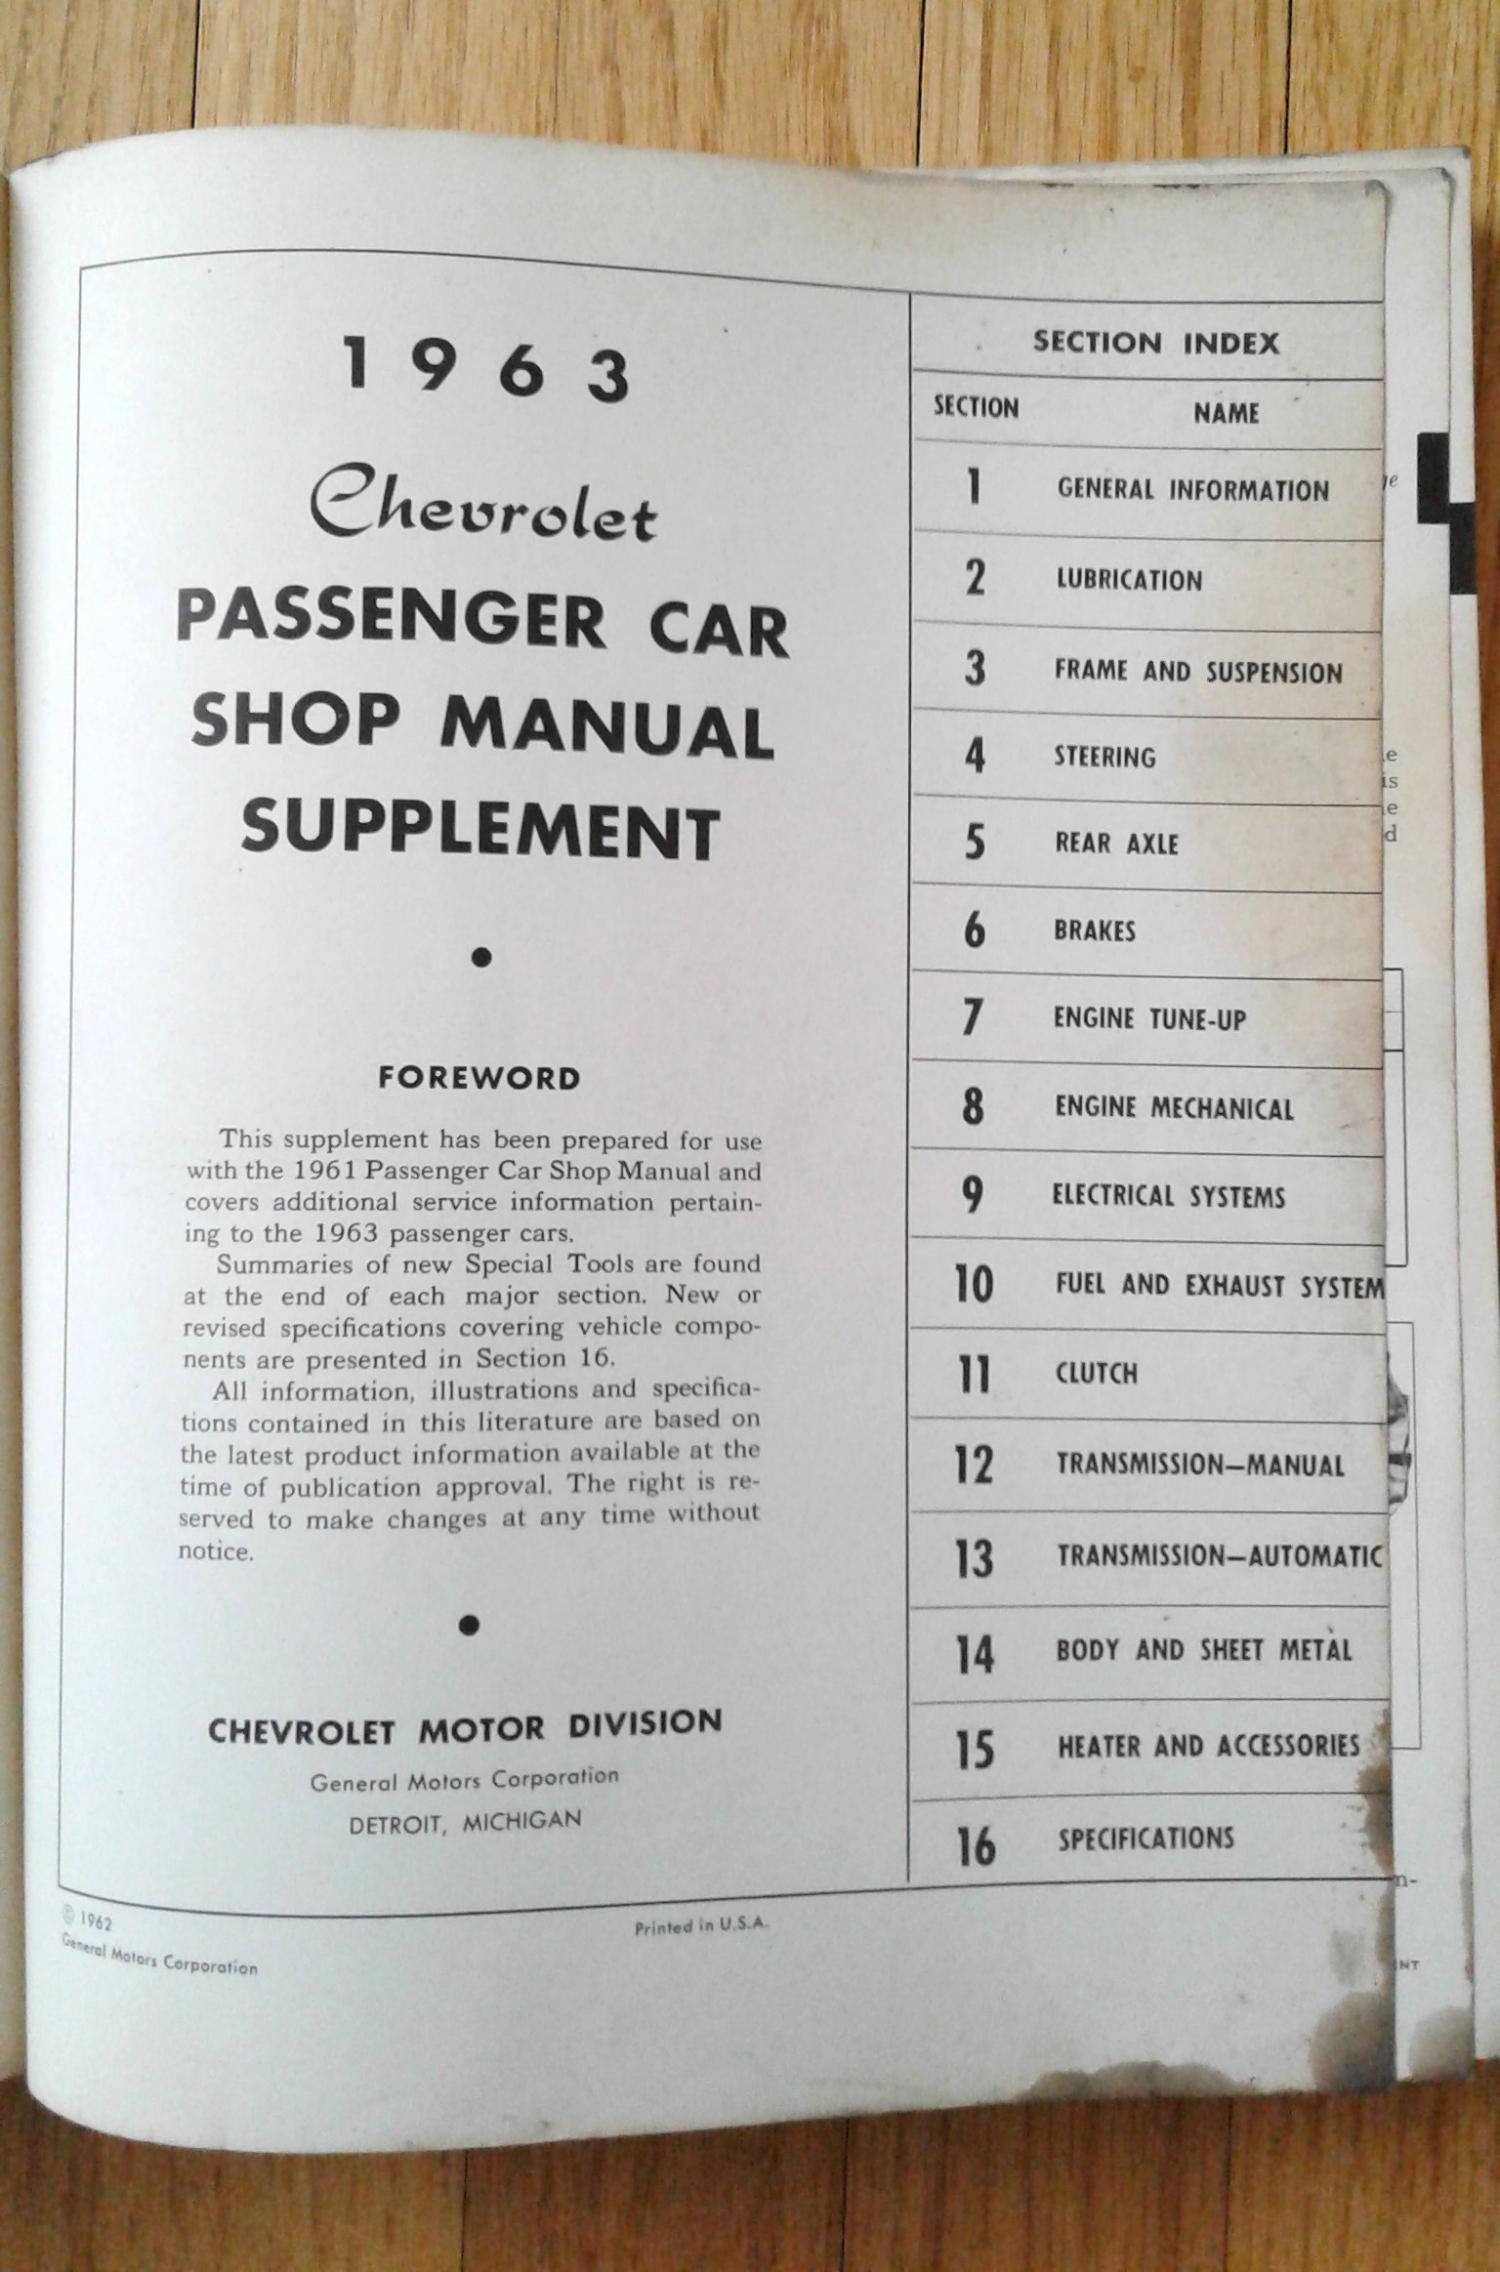 1963
Chevrolet
PASSENGER CAR
SHOP MANUAL
SUPPLEMENT
FOREWORD
This supplement has been prepared for use
with the 1961 Passenger Car Shop Manual and
covers additional service information pertain-
ing to the 1963 passenger cars.
Summaries of new Special Tools are found
at the end of each major section. New or
revised specifications covering vehicle compo-
nents are presented in Section 16.
All information, illustrations and specifica-
tions contained in this literature are based on
the latest product information available at the
time of publication approval. The right is re-
served to make changes at any time without
notice.
CHEVROLET MOTOR DIVISION
General Motors Corporation
DETROIT, MICHIGAN
© 1962
General Motors Corporation
Printed in U.S.A.
SECTION INDEX
SECTION NAME
1 GENERAL INFORMATION
2 LUBRICATION
3 FRAME AND SUSPENSION
4 STEERING
5 REAR AXLE
6 BRAKES
7 ENGINE TUNE-UP
8 ENGINE MECHANICAL
9 ELECTRICAL SYSTEMS
10 FUEL AND EXHAUST SYSTEM
11 CLUTCH
12 TRANSMISSION—MANUAL
13 TRANSMISSION—AUTOMATIC
14 BODY AND SHEET METAL
15 HEATER AND ACCESSORIES
16 SPECIFICATIONS